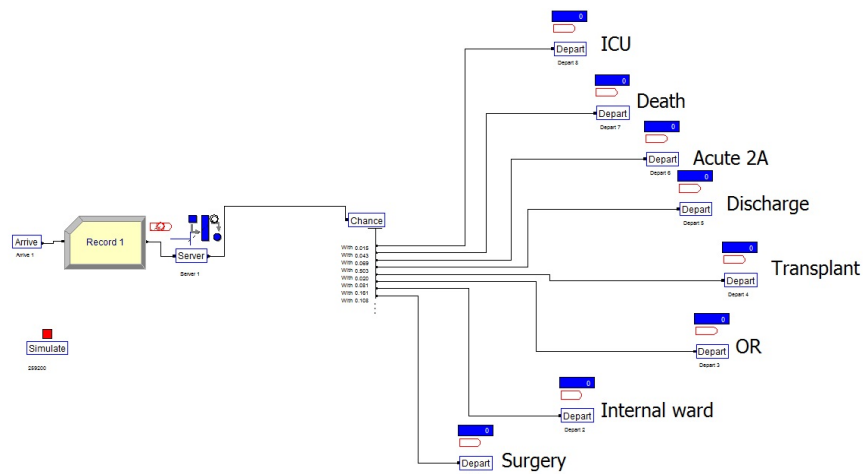 0
Depart
ICU
Depart 8
0
Depart
Death
Depart 7
0
Depart
Acute 2A
Depart 6
0
Depart
Discharge
Depart 5
Chance
Arrive
Arrive 1
Record 1
Server
Server 1
With 0.015
With 0.043
With 0.069
With 0.503
With 0.020
With 0.081
With 0.161
With 0.108
0
Depart
Transplant
Depart 4
0
Depart
OR
Depart 3
Simulate
259200
0
Depart
Internal ward
Depart 2
0
Depart
Surgery
Depart 1